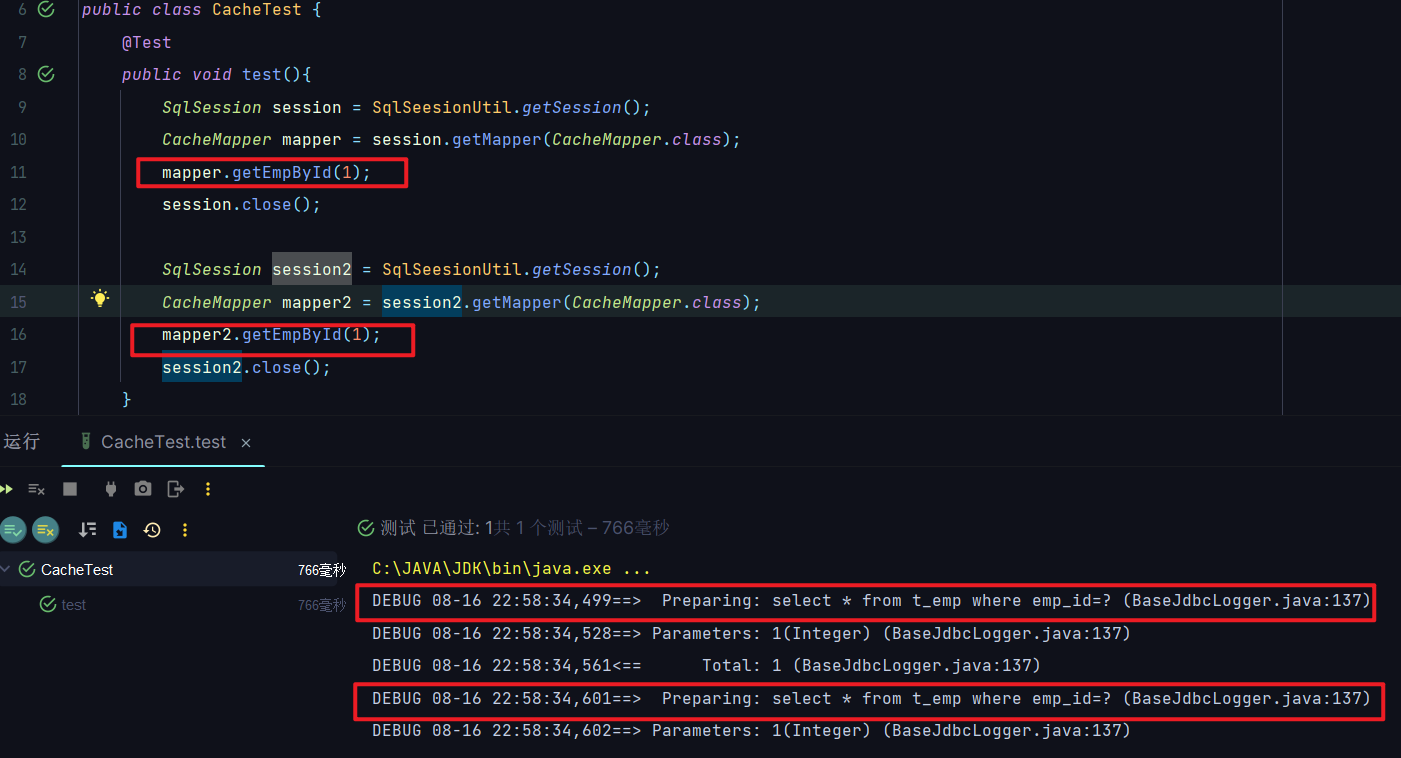 6 public class CacheTest {
7 @Test
8 public void test(){
9 SqlSession session = SqlSeesionUtil.getSession();
10 CacheMapper mapper = session.getMapper(CacheMapper.class);
11 mapper.getEmpById(1);
12 session.close();
13
14 SqlSession session2 = SqlSeesionUtil.getSession();
15 CacheMapper mapper2 = session2.getMapper(CacheMapper.class);
16 mapper2.getEmpById(1);
17 session2.close();
18 }
运行 CacheTest.test ×
测试 已通过: 1共 1 个测试 – 766毫秒
CacheTest 766毫秒
test 766毫秒
C:\JAVA\JDK\bin\java.exe ...
DEBUG 08-16 22:58:34,499==>  Preparing: select * from t_emp where emp_id=? (BaseJdbcLogger.java:137)
DEBUG 08-16 22:58:34,528==> Parameters: 1(Integer) (BaseJdbcLogger.java:137)
DEBUG 08-16 22:58:34,561<==      Total: 1 (BaseJdbcLogger.java:137)
DEBUG 08-16 22:58:34,601==>  Preparing: select * from t_emp where emp_id=? (BaseJdbcLogger.java:137)
DEBUG 08-16 22:58:34,602==> Parameters: 1(Integer) (BaseJdbcLogger.java:137)